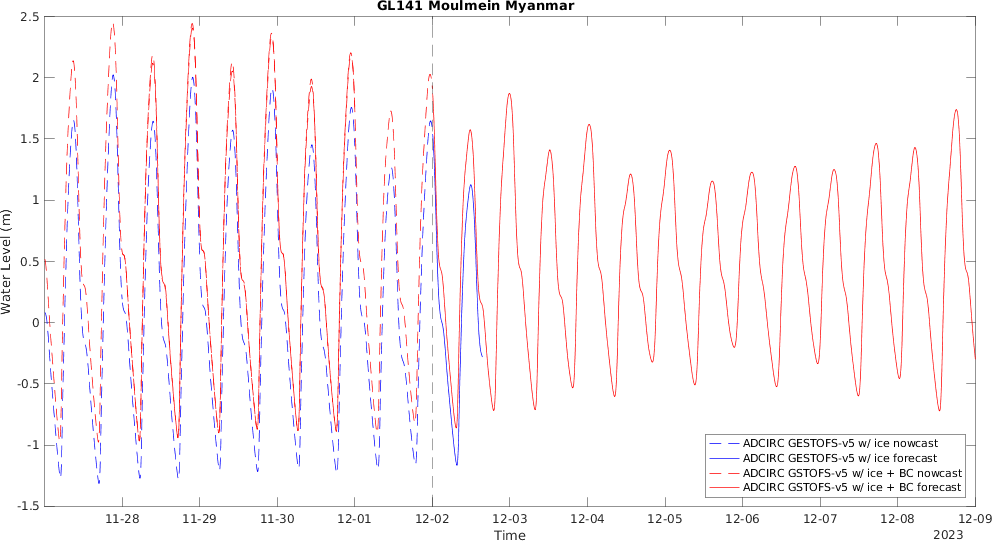 GL141 Moulmein Myanmar
2.5
2
1.5
1
0.5
0
-0.5
-1
-1.5
Water Level (m)
11-28 11-29 11-30 12-01 12-02 12-03 12-04 12-05 12-06 12-07 12-08 12-09
Time
2023
ADCIRC GESTOFS-v5 w/ ice nowcast
ADCIRC GESTOFS-v5 w/ ice forecast
ADCIRC GSTOFS-v5 w/ ice + BC nowcast
ADCIRC GSTOFS-v5 w/ ice + BC forecast